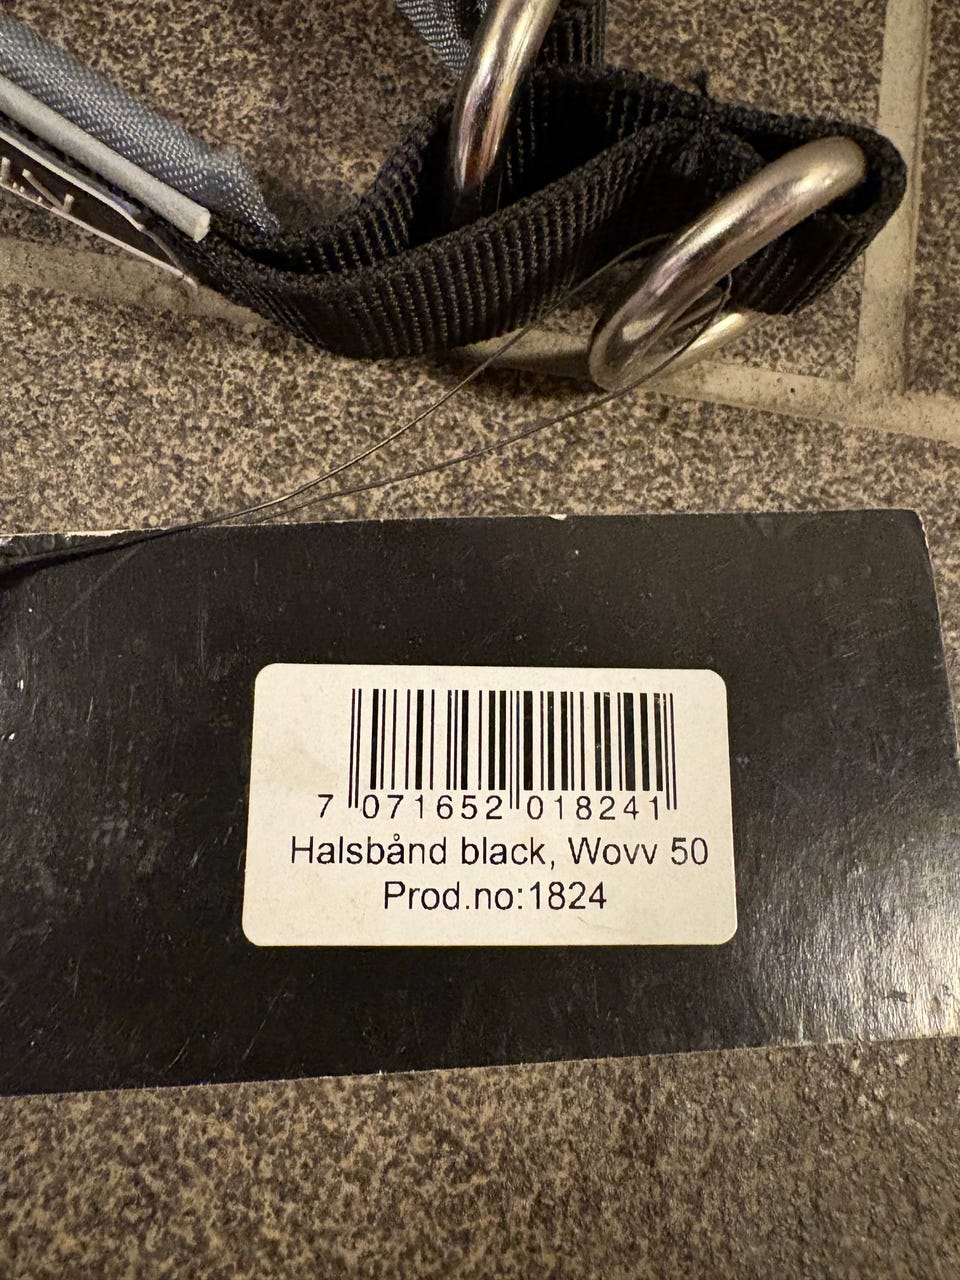 7 071652 018241
Halsbånd black, Wovv 50
Prod.no:1824